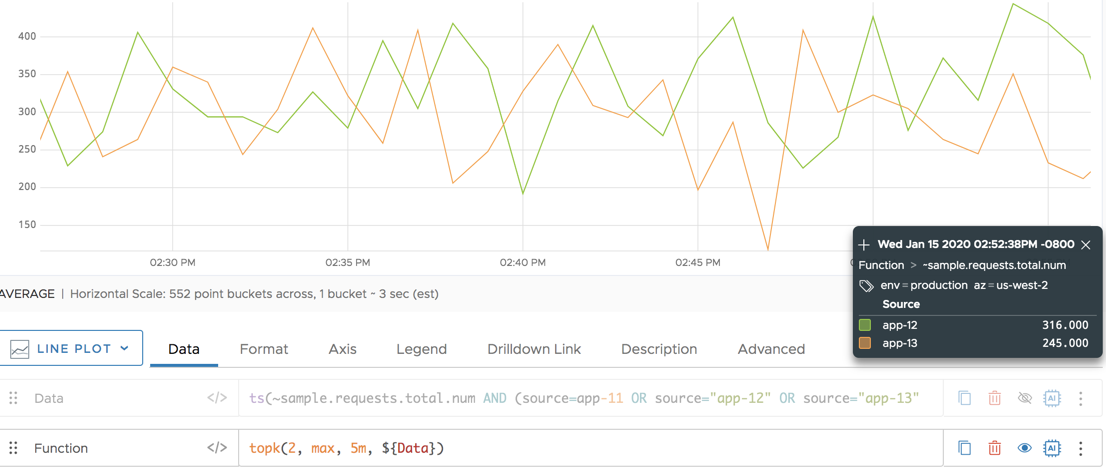 400
350
300
250
200
150
02:30 PM
02:35 PM
02:40 PM
02:45 PM
Wed Jan 15 2020 02:52:38PM -0800
Function > ~sample.requests.total.num
env = production az = us-west-2
Source
app-12 316.000
app-13 245.000
AVERAGE | Horizontal Scale: 552 point buckets across, 1 bucket ~ 3 sec (est)
LINE PLOT Data Format Axis Legend Drilldown Link Description Advanced
Data </> ts(~sample.requests.total.num AND (source=app-11 OR source="app-12" OR source="app-13" AI
Function </> topk(2, max, 5m, ${Data}) AI